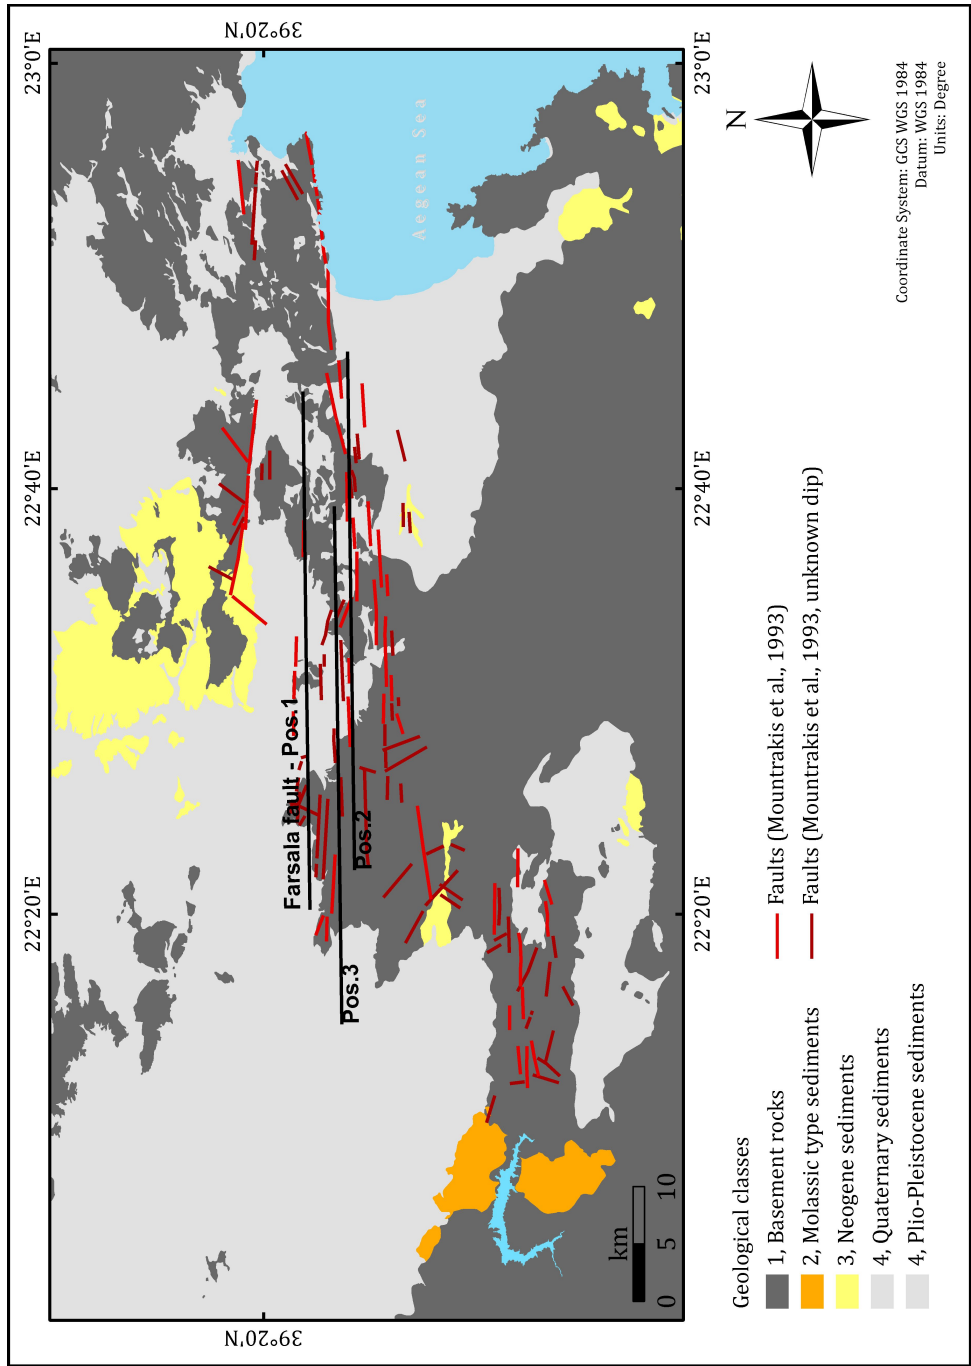 22°20'E
22°40'E
23°0'E
39°20'N
39°20'N
Aegean Sea
Farsala fault - Pos.1
Pos.2
Pos.3
km
0 5 10
22°20'E
22°40'E
N
Geological classes
1, Basement rocks
2, Molassic type sediments
3, Neogene sediments
4, Quaternary sediments
4, Plio-Pleistocene sediments
Faults (Mountrakis et al., 1993)
Faults (Mountrakis et al., 1993, unknown dip)
23°0'E
Coordinate System: GCS WGS 1984
Datum: WGS 1984
Units: Degree